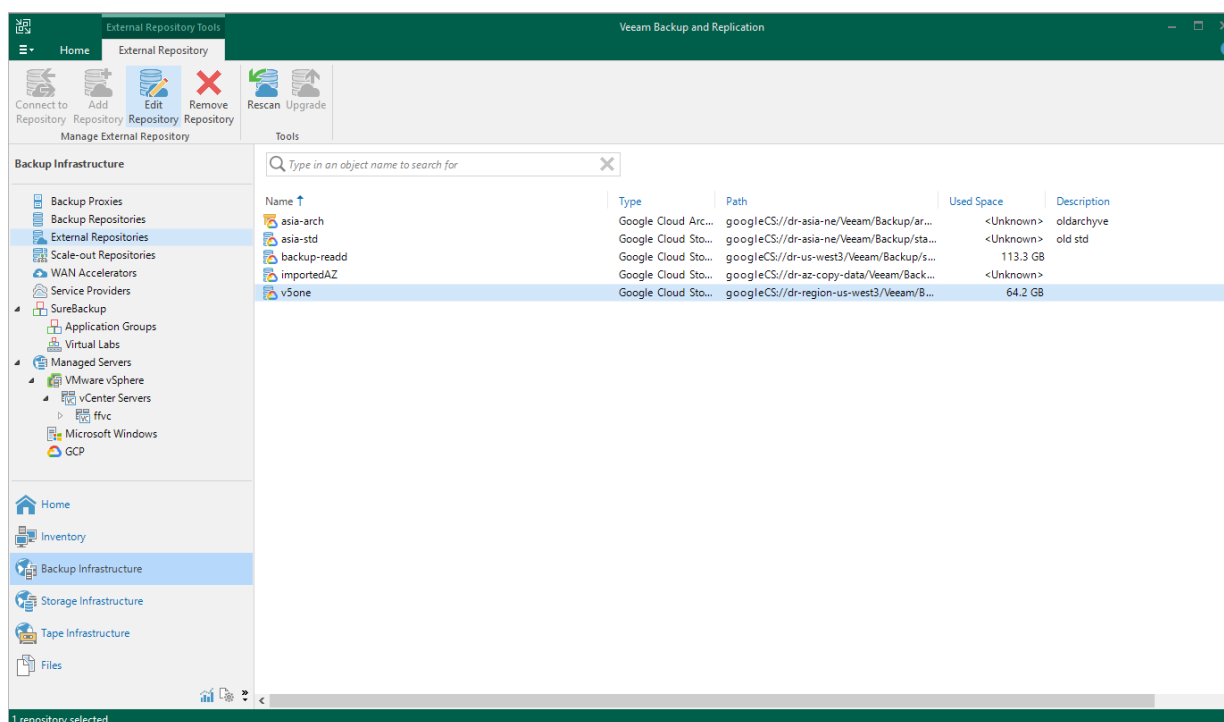 External Repository Tools
Veeam Backup and Replication
Home External Repository
Connect to Repository
Add Repository
Edit Repository
Remove Repository
Rescan
Upgrade
Manage External Repository
Tools
Backup Infrastructure
Type in an object name to search for
Backup Proxies
Backup Repositories
External Repositories
Scale-out Repositories
WAN Accelerators
Service Providers
SureBackup
Application Groups
Virtual Labs
Managed Servers
VMware vSphere
vCenter Servers
ffvc
Microsoft Windows
GCP
Name Type Path Used Space Description
asia-arch Google Cloud Arc... googleCS://dr-asia-ne/Veeam/Backup/ar... <Unknown> oldarchyve
asia-std Google Cloud Sto... googleCS://dr-asia-ne/Veeam/Backup/sta... <Unknown> old std
backup-readd Google Cloud Sto... googleCS://dr-us-west3/Veeam/Backup/s... 113.3 GB
importedAZ Google Cloud Sto... googleCS://dr-az-copy-data/Veeam/Back... <Unknown>
v5one Google Cloud Sto... googleCS://dr-region-us-west3/Veeam/B... 64.2 GB
Home
Inventory
Backup Infrastructure
Storage Infrastructure
Tape Infrastructure
Files
1 repository selected